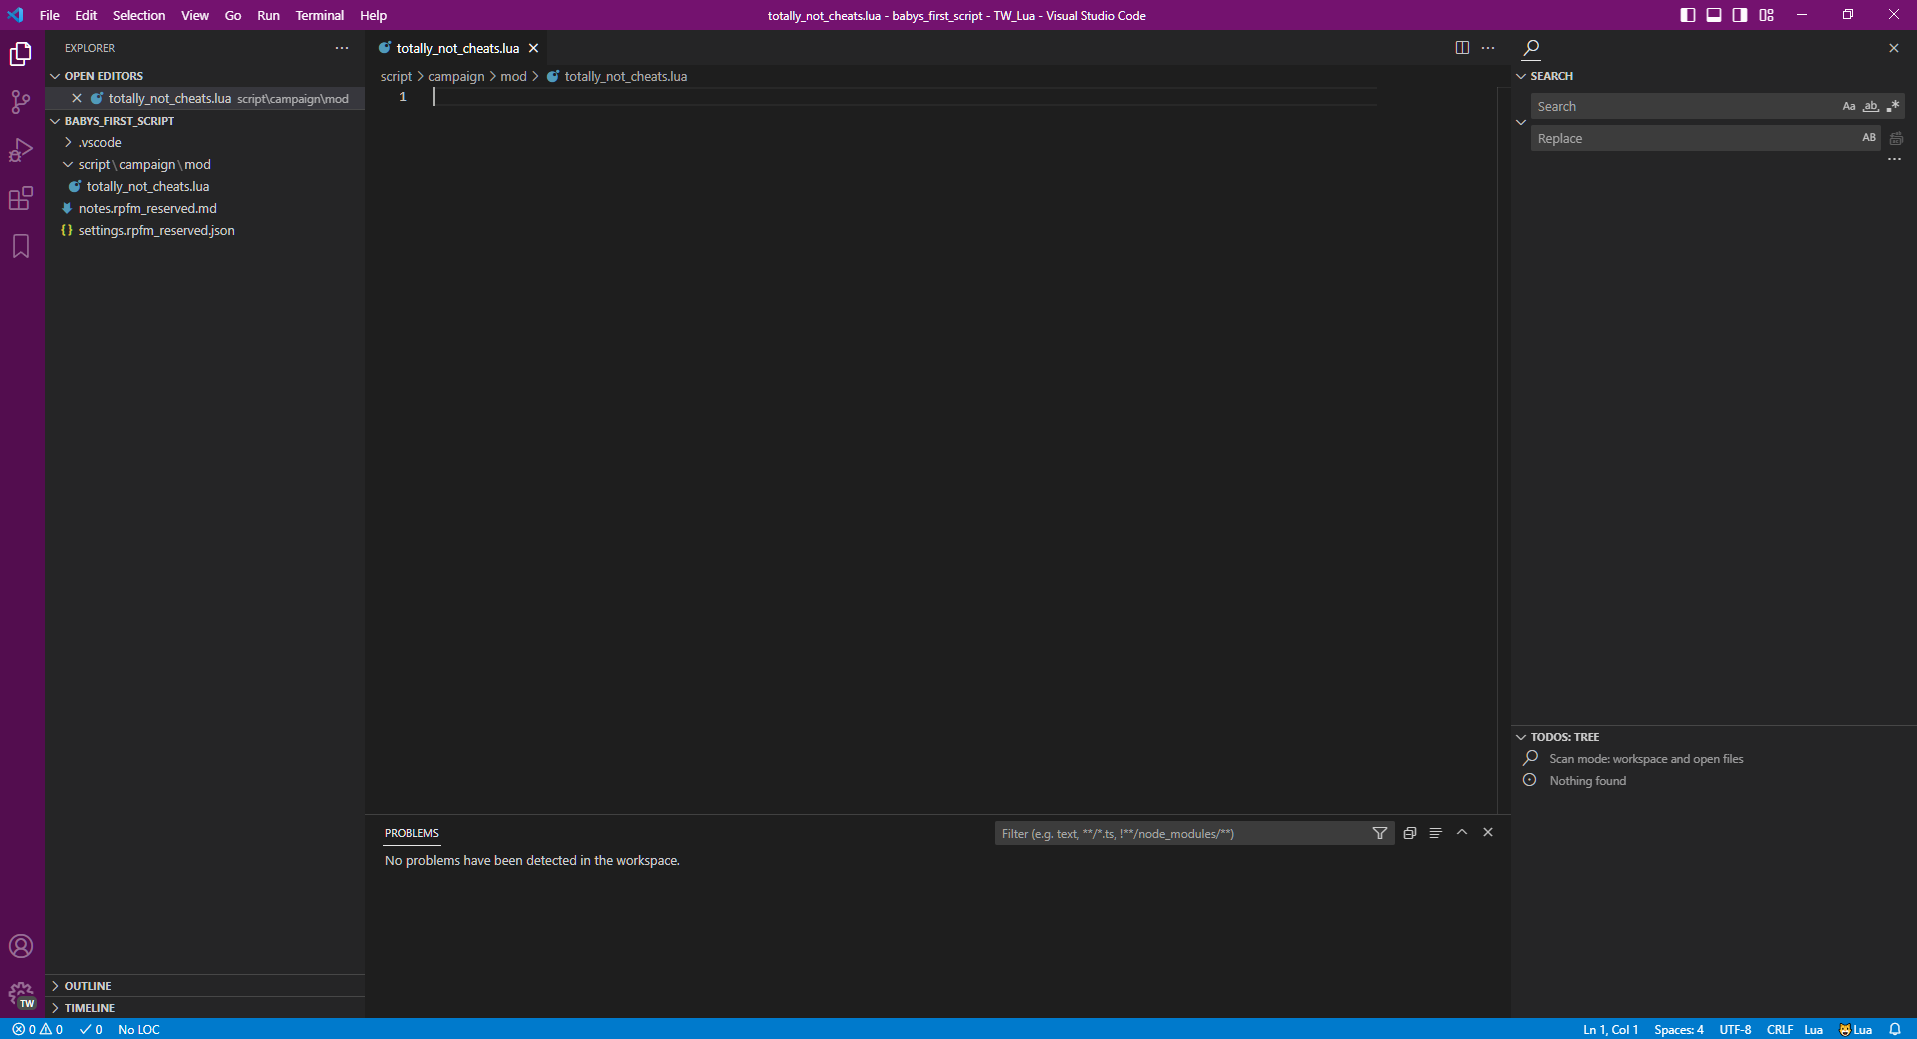 File Edit Selection View Go Run Terminal Help
totally_not_cheats.lua - babys_first_script - TW_Lua - Visual Studio Code
EXPLORER
OPEN EDITORS
totally_not_cheats.lua script\campaign\mod
BABYS_FIRST_SCRIPT
.vscode
script\campaign\mod
totally_not_cheats.lua
notes.rpfm_reserved.md
{} settings.rpfm_reserved.json
OUTLINE
TIMELINE
TW
totally_not_cheats.lua
script > campaign > mod > totally_not_cheats.lua
1
PROBLEMS
Filter (e.g. text, **/*.ts, !**/node_modules/**)
No problems have been detected in the workspace.
SEARCH
Search Aa ab .*
Replace AB
TODOS: TREE
Scan mode: workspace and open files
Nothing found
0 0 0 No LOC
Ln 1, Col 1 Spaces: 4 UTF-8 CRLF Lua Lua